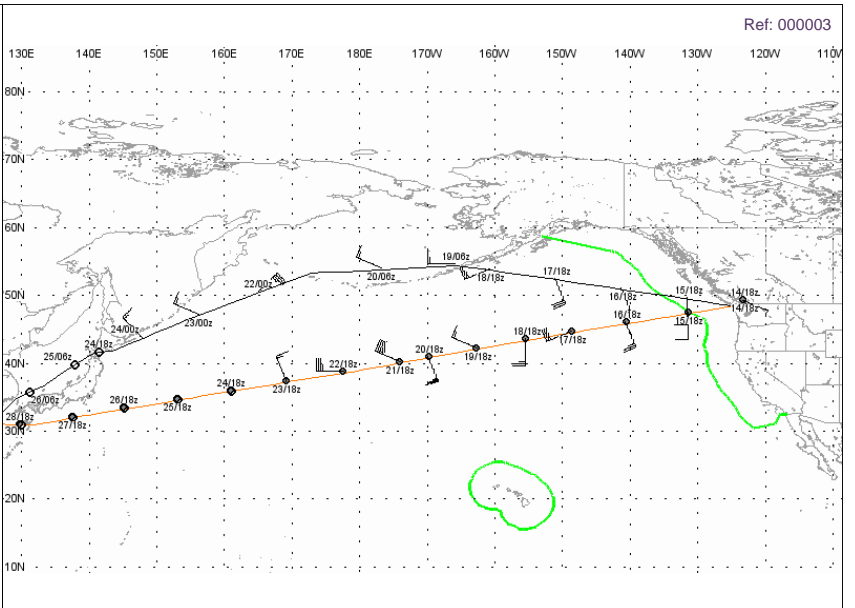 Ref: 000003
130E 140E 150E 160E 170E 180E 170W 160W 150W 140W 130W 120W 110W
80N
70N
60N
19/06z
20/06z
18/18z
17/18z
22/00z
50N
16/18z
15/18z
14/18z
14/18z
23/00z
24/00z
16/18z
15/18z
24/18z
25/06z
40N
18/18z
17/18z
20/18z
19/18z
21/18z
22/18z
23/18z
24/18z
26/06z
26/18z
25/18z
28/18z
27/18z
30N
20N
10N